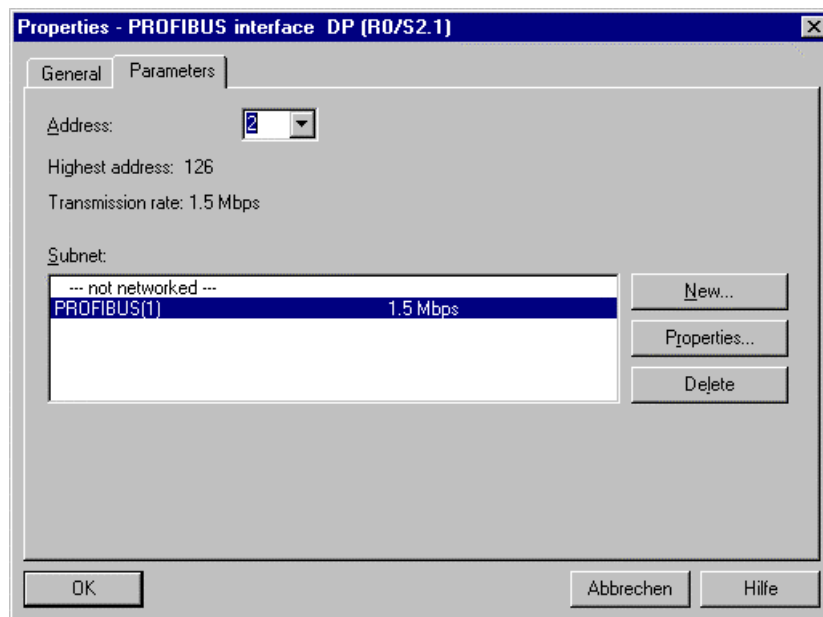 Properties - PROFIBUS interface DP (R0/S2.1)
General Parameters
Address: 2
Highest address: 126
Transmission rate: 1.5 Mbps
Subnet:
--- not networked ---
PROFIBUS(1) 1.5 Mbps
New...
Properties...
Delete
OK Abbrechen Hilfe